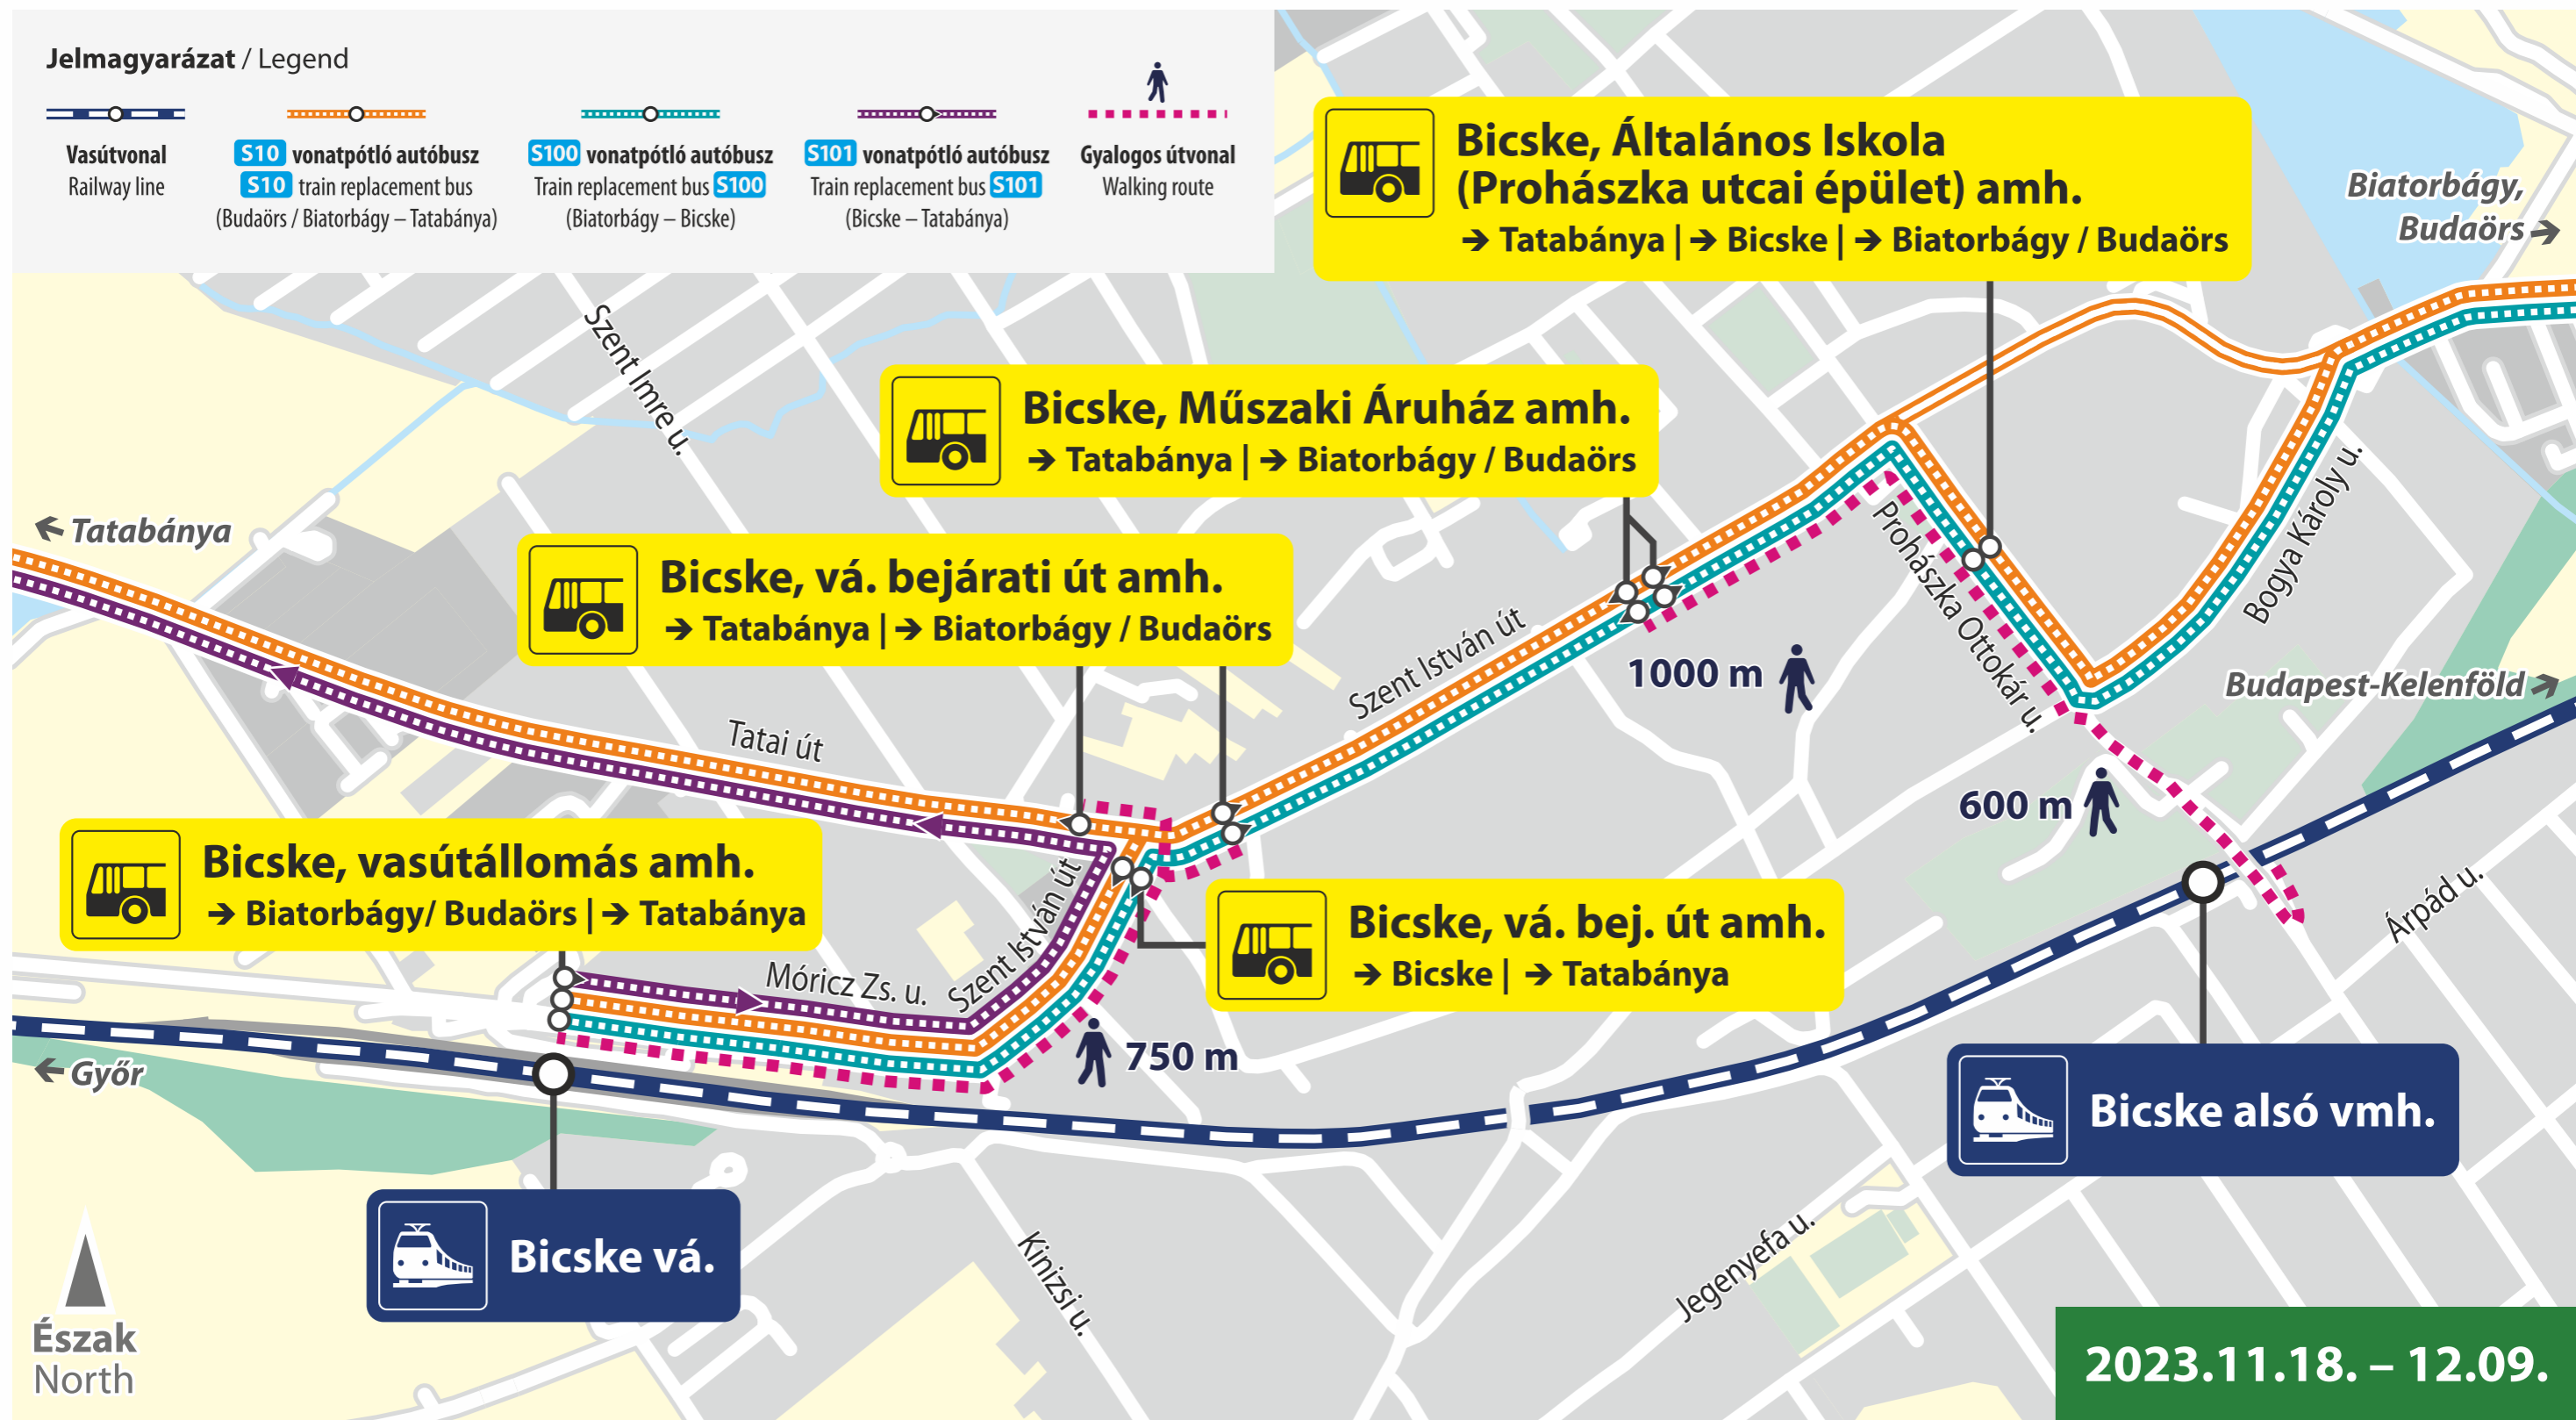 Jelmagyarázat / Legend
Vasútvonal
Railway line
S10 vonatpótló autóbusz
S10 train replacement bus
(Budaörs / Biatorbágy – Tatabánya)
S100 vonatpótló autóbusz
Train replacement bus S100
(Biatorbágy – Bicske)
S101 vonatpótló autóbusz
Train replacement bus S101
(Bicske – Tatabánya)
Gyalogos útvonal
Walking route
Bicske, Általános Iskola
(Prohászka utcai épület) amh.
→ Tatabánya | → Bicske | → Biatorbágy / Budaörs
Biatorbágy,
Budaörs →
Szent Imre u.
Bicske, Műszaki Áruház amh.
→ Tatabánya | → Biatorbágy / Budaörs
← Tatabánya
Bicske, vá. bejárati út amh.
→ Tatabánya | → Biatorbágy / Budaörs
Prohászka Ottokár u.
Bogya Károly u.
Szent István út
1000 m
Budapest-Kelenföld →
Tatai út
600 m
Bicske, vasútállomás amh.
→ Biatorbágy/ Budaörs | → Tatabánya
Szent István út
Móricz Zs. u.
Bicske, vá. bej. út amh.
→ Bicske | → Tatabánya
Árpád u.
750 m
← Győr
Bicske alsó vmh.
Bicske vá.
Kinizsi u.
Jegenyefa u.
Észak
North
2023.11.18. – 12.09.